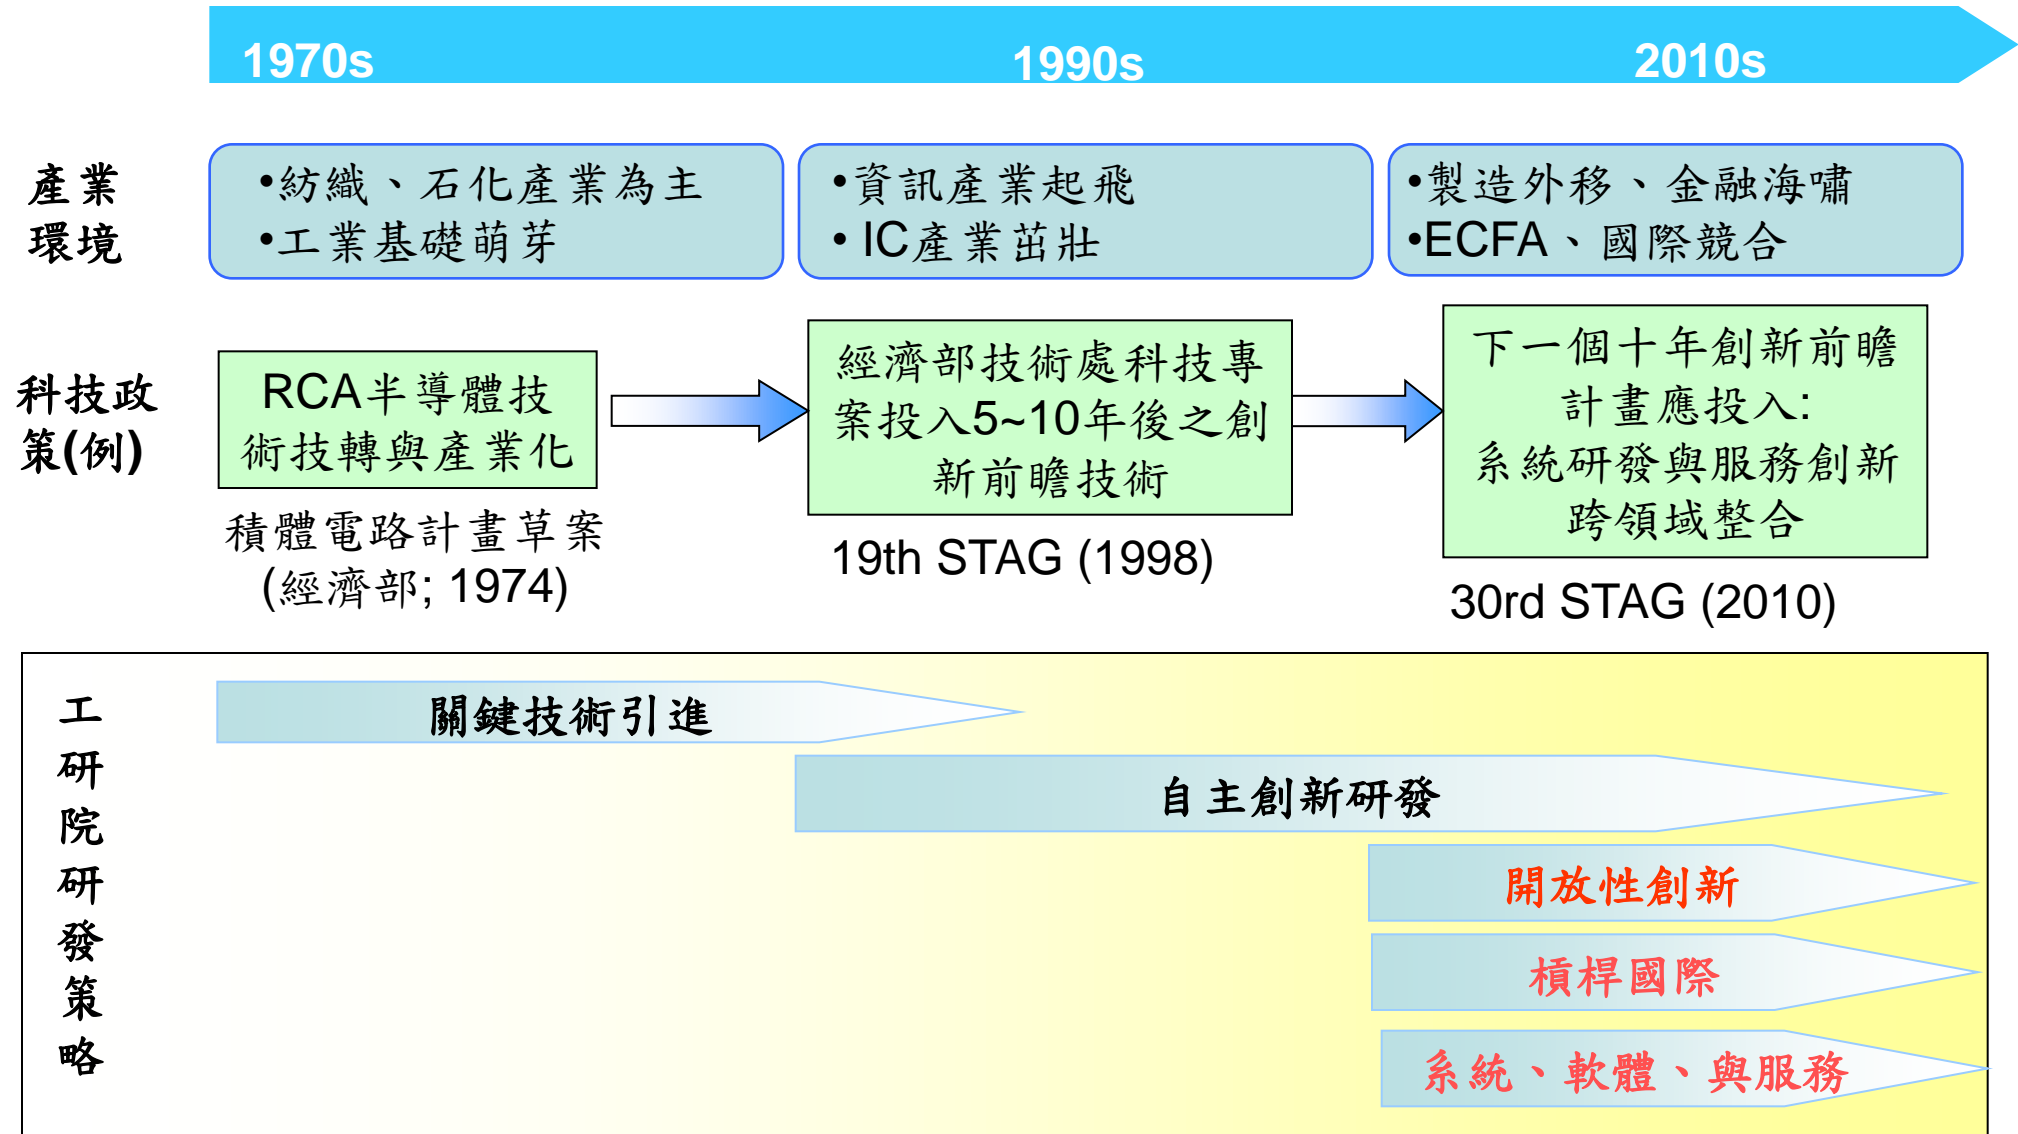 1970s
1990s
2010s
產業
環境
•紡織、石化產業為主
•工業基礎萌芽
•資訊產業起飛
• IC產業茁壯
•製造外移、金融海嘯
•ECFA、國際競合
科技政
策(例)
RCA半導體技
術技轉與產業化
積體電路計畫草案
(經濟部; 1974)
經濟部技術處科技專
案投入5~10年後之創
新前瞻技術
19th STAG (1998)
下一個十年創新前瞻
計畫應投入:
系統研發與服務創新
跨領域整合
30rd STAG (2010)
工
研
院
研
發
策
略
關鍵技術引進
自主創新研發
開放性創新
槓桿國際
系統、軟體、與服務